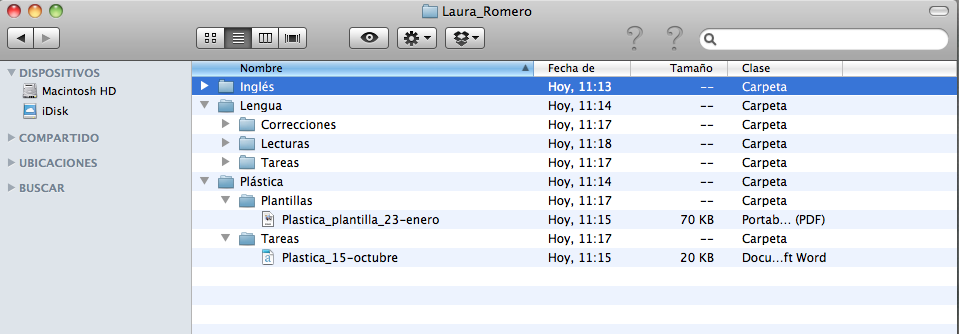 Laura_Romero
DISPOSITIVOS
Macintosh HD
iDisk
COMPARTIDO
UBICACIONES
BUSCAR
Nombre Fecha de Tamaño Clase
Inglés Hoy, 11:13 -- Carpeta
Lengua Hoy, 11:14 -- Carpeta
Correcciones Hoy, 11:17 -- Carpeta
Lecturas Hoy, 11:18 -- Carpeta
Tareas Hoy, 11:17 -- Carpeta
Plástica Hoy, 11:14 -- Carpeta
Plantillas Hoy, 11:17 -- Carpeta
Plastica_plantilla_23-enero Hoy, 11:15 70 KB Portab... (PDF)
Tareas Hoy, 11:17 -- Carpeta
Plastica_15-octubre Hoy, 11:15 20 KB Docu...ft Word